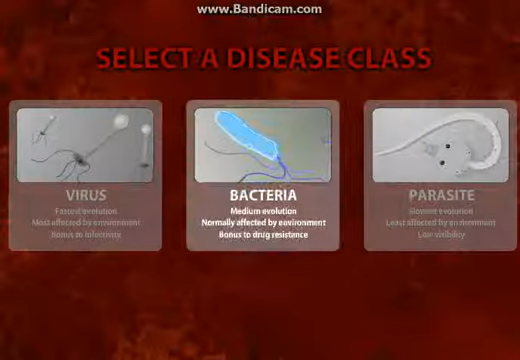 www.Bandicam.com
SELECT A DISEASE CLASS
VIRUS
Fastest evolution
Most affected by environment
Bonus to infectivity
BACTERIA
Medium evolution
Normally affected by environment
Bonus to drug resistance
PARASITE
Slowest evolution
Least affected by environment
Low visibility